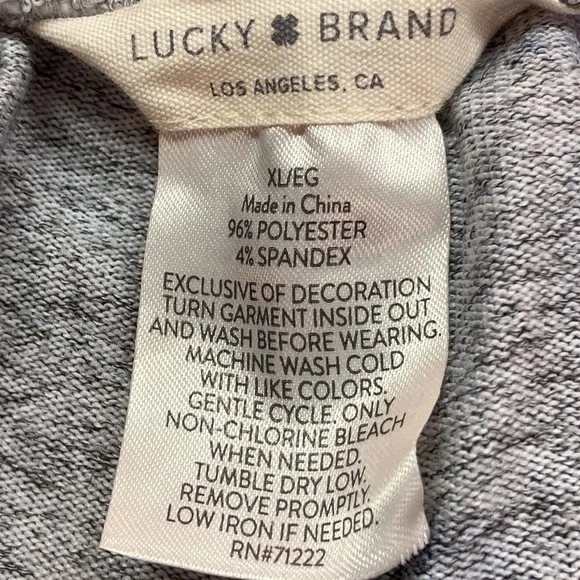 LUCKY BRAND
LOS ANGELES, CA
XL/EG
Made in China
96% POLYESTER
4% SPANDEX
EXCLUSIVE OF DECORATION
TURN GARMENT INSIDE OUT
AND WASH BEFORE WEARING.
MACHINE WASH COLD
WITH LIKE COLORS.
GENTLE CYCLE. ONLY
NON-CHLORINE BLEACH
WHEN NEEDED.
TUMBLE DRY LOW.
REMOVE PROMPTLY.
LOW IRON IF NEEDED.
RN#71222